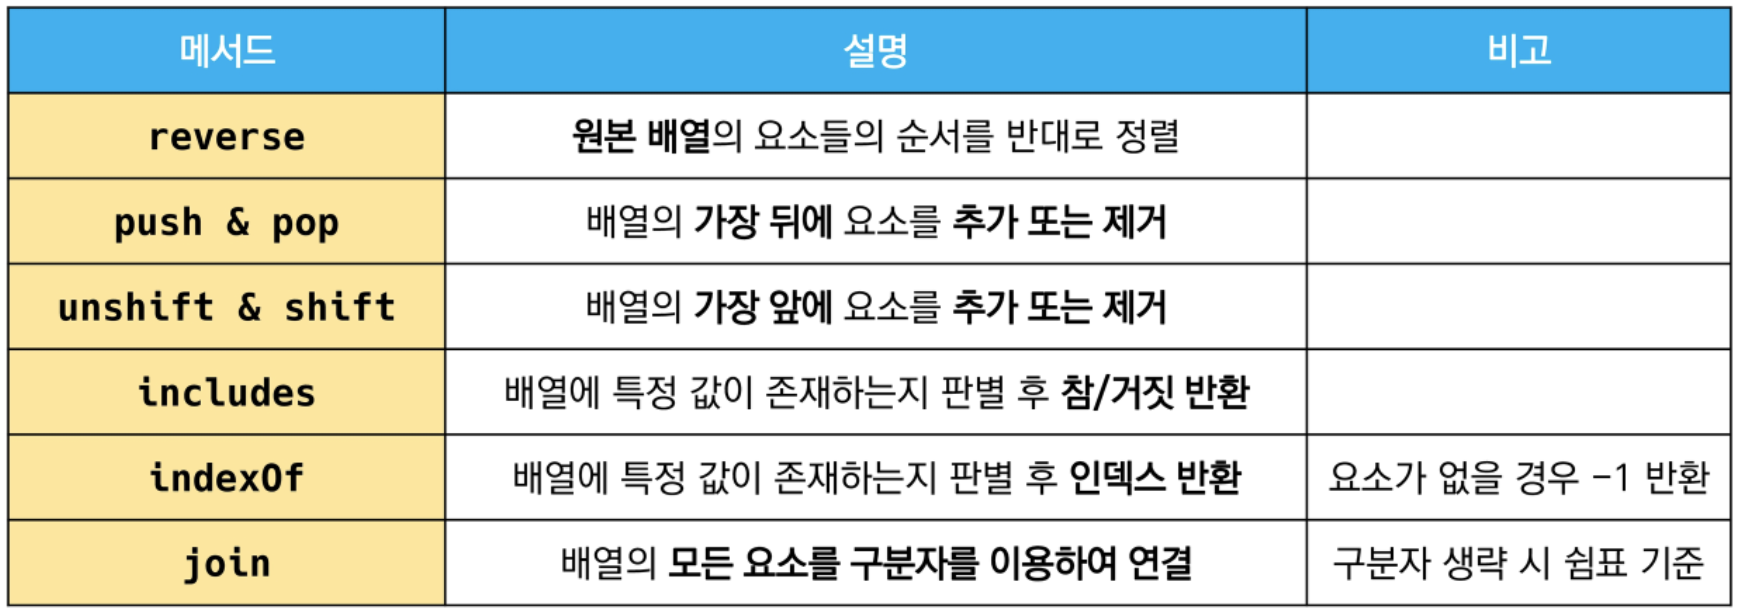 메서드 설명 비고
reverse 원본 배열의 요소들의 순서를 반대로 정렬
push & pop 배열의 가장 뒤에 요소를 추가 또는 제거
unshift & shift 배열의 가장 앞에 요소를 추가 또는 제거
includes 배열에 특정 값이 존재하는지 판별 후 참/거짓 반환
indexOf 배열에 특정 값이 존재하는지 판별 후 인덱스 반환 요소가 없을 경우 -1 반환
join 배열의 모든 요소를 구분자를 이용하여 연결 구분자 생략 시 쉼표 기준